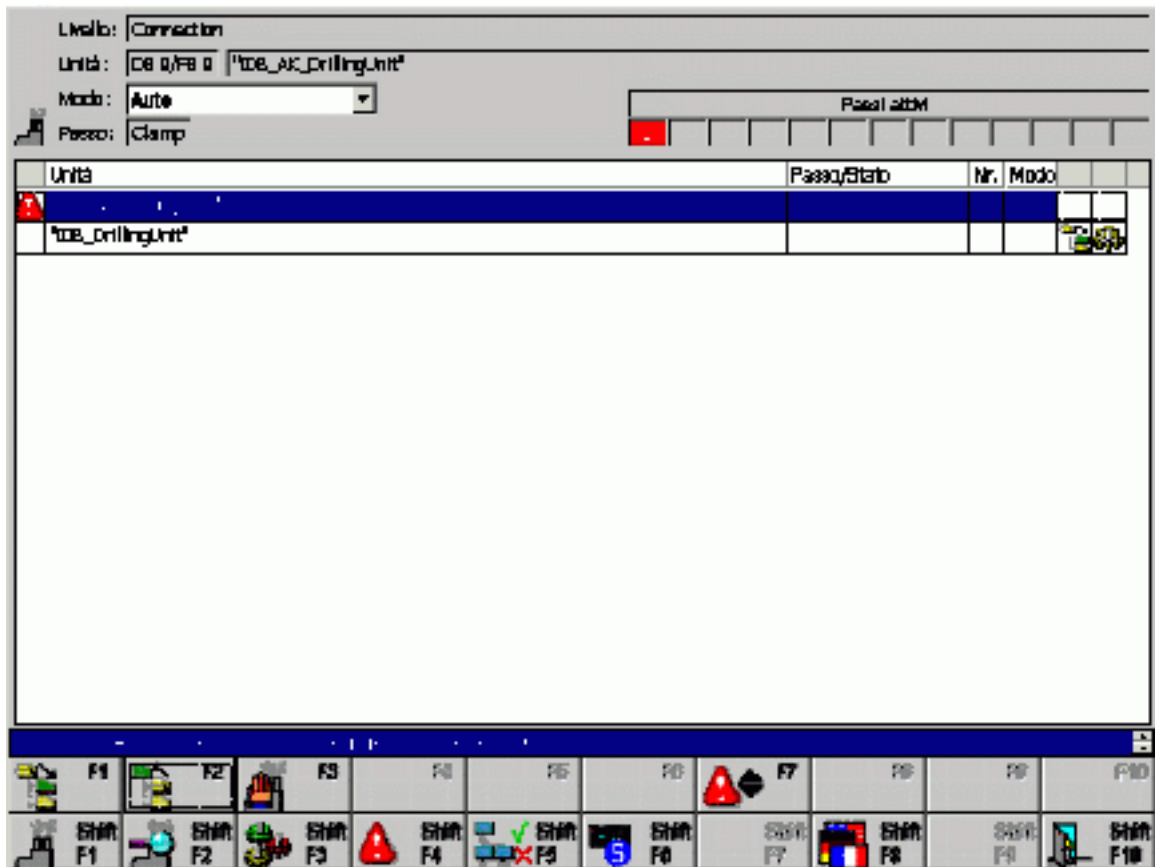 Livello: Connection
Unità: DB 9/FB 9 "IDB_AK_DrillingUnit"
Modo: Auto
Passi attivi
Passo: Clamp
Unità Passo/Stato Nr. Modo
"IDB_DrillingUnit"
F1 F2 F3 F4 F5 F6 F7 F8 F9 F10
Shift Shift Shift Shift Shift Shift Shift Shift Shift Shift
F1 F2 F3 F4 F5 F6 F7 F8 F9 F10